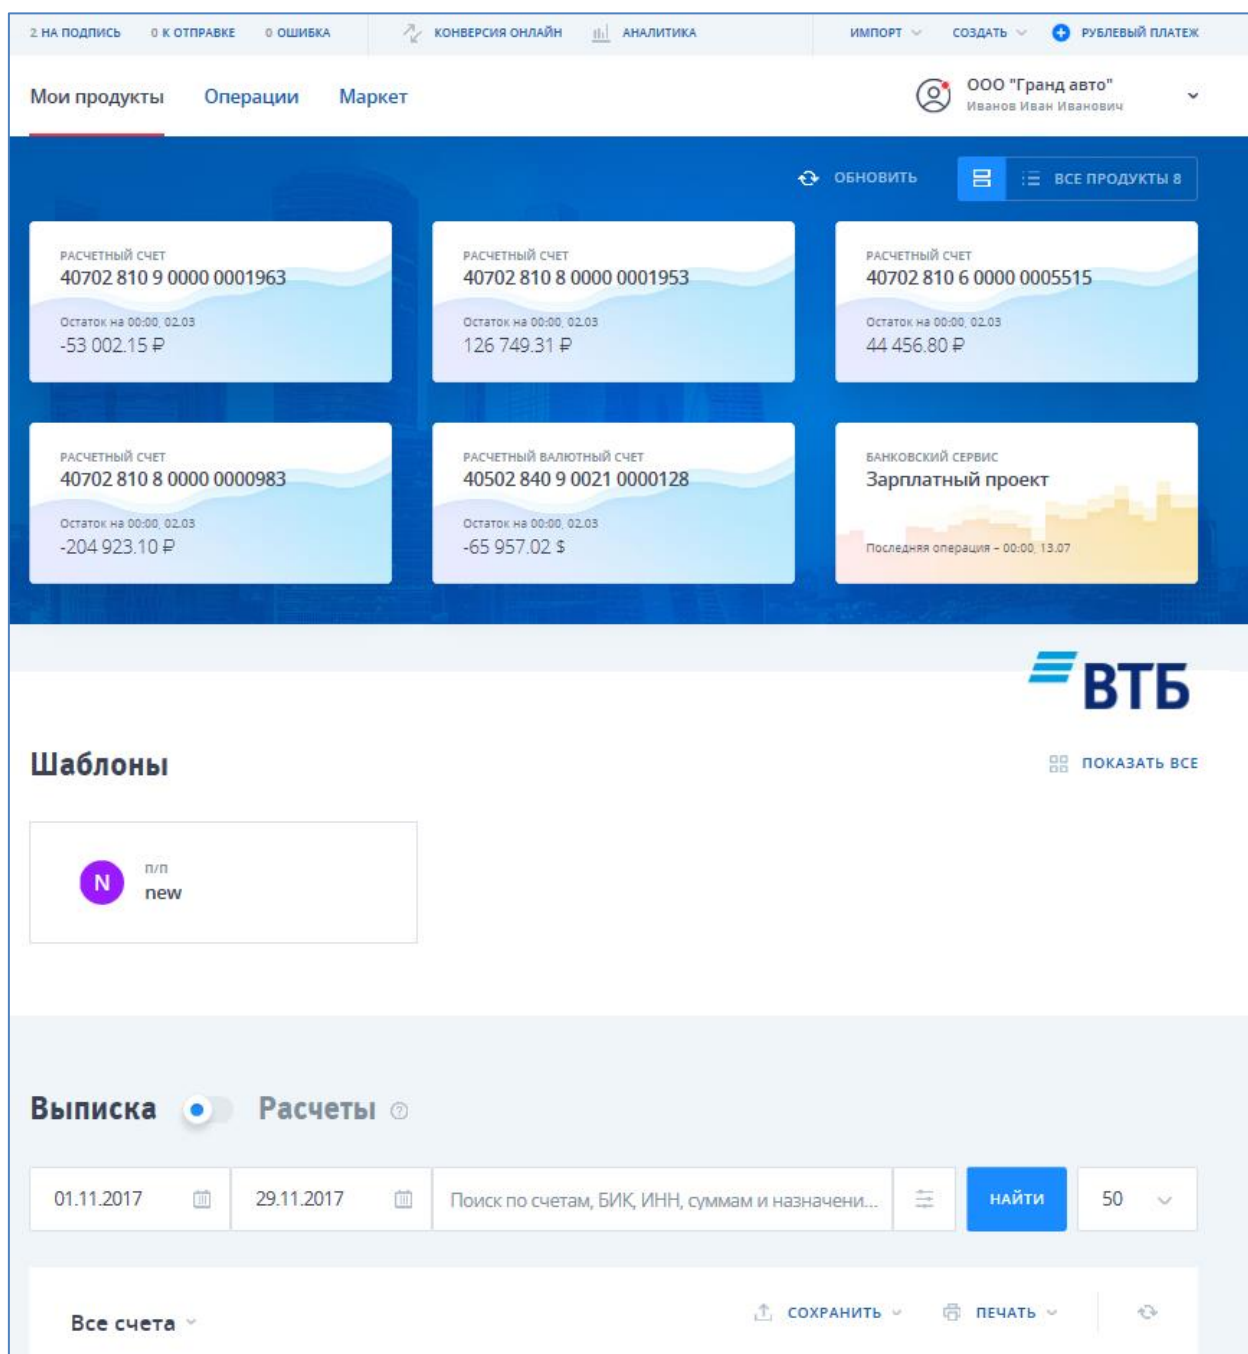 2 НА ПОДПИСЬ 0 К ОТПРАВКЕ 0 ОШИБКА КОНВЕРСИЯ ОНЛАЙН АНАЛИТИКА ИМПОРТ СОЗДАТЬ РУБЛЕВЫЙ ПЛАТЕЖ
Мои продукты Операции Маркет
ООО "Гранд авто"
Иванов Иван Иванович
ОБНОВИТЬ ВСЕ ПРОДУКТЫ 8
РАСЧЕТНЫЙ СЧЕТ
40702 810 9 0000 0001963
Остаток на 00:00, 02.03
-53 002.15 ₽
РАСЧЕТНЫЙ СЧЕТ
40702 810 8 0000 0001953
Остаток на 00:00, 02.03
126 749.31 ₽
РАСЧЕТНЫЙ СЧЕТ
40702 810 6 0000 0005515
Остаток на 00:00, 02.03
44 456.80 ₽
РАСЧЕТНЫЙ СЧЕТ
40702 810 8 0000 0000983
Остаток на 00:00, 02.03
-204 923.10 ₽
РАСЧЕТНЫЙ ВАЛЮТНЫЙ СЧЕТ
40502 840 9 0021 0000128
Остаток на 00:00, 02.03
-65 957.02 $
БАНКОВСКИЙ СЕРВИС
Зарплатный проект
Последняя операция – 00:00, 13.07
ВТБ
Шаблоны ПОКАЗАТЬ ВСЕ
N
п/п
new
Выписка Расчеты ?
01.11.2017 29.11.2017 Поиск по счетам, БИК, ИНН, суммам и назначени... НАЙТИ 50
Все счета СОХРАНИТЬ ПЕЧАТЬ